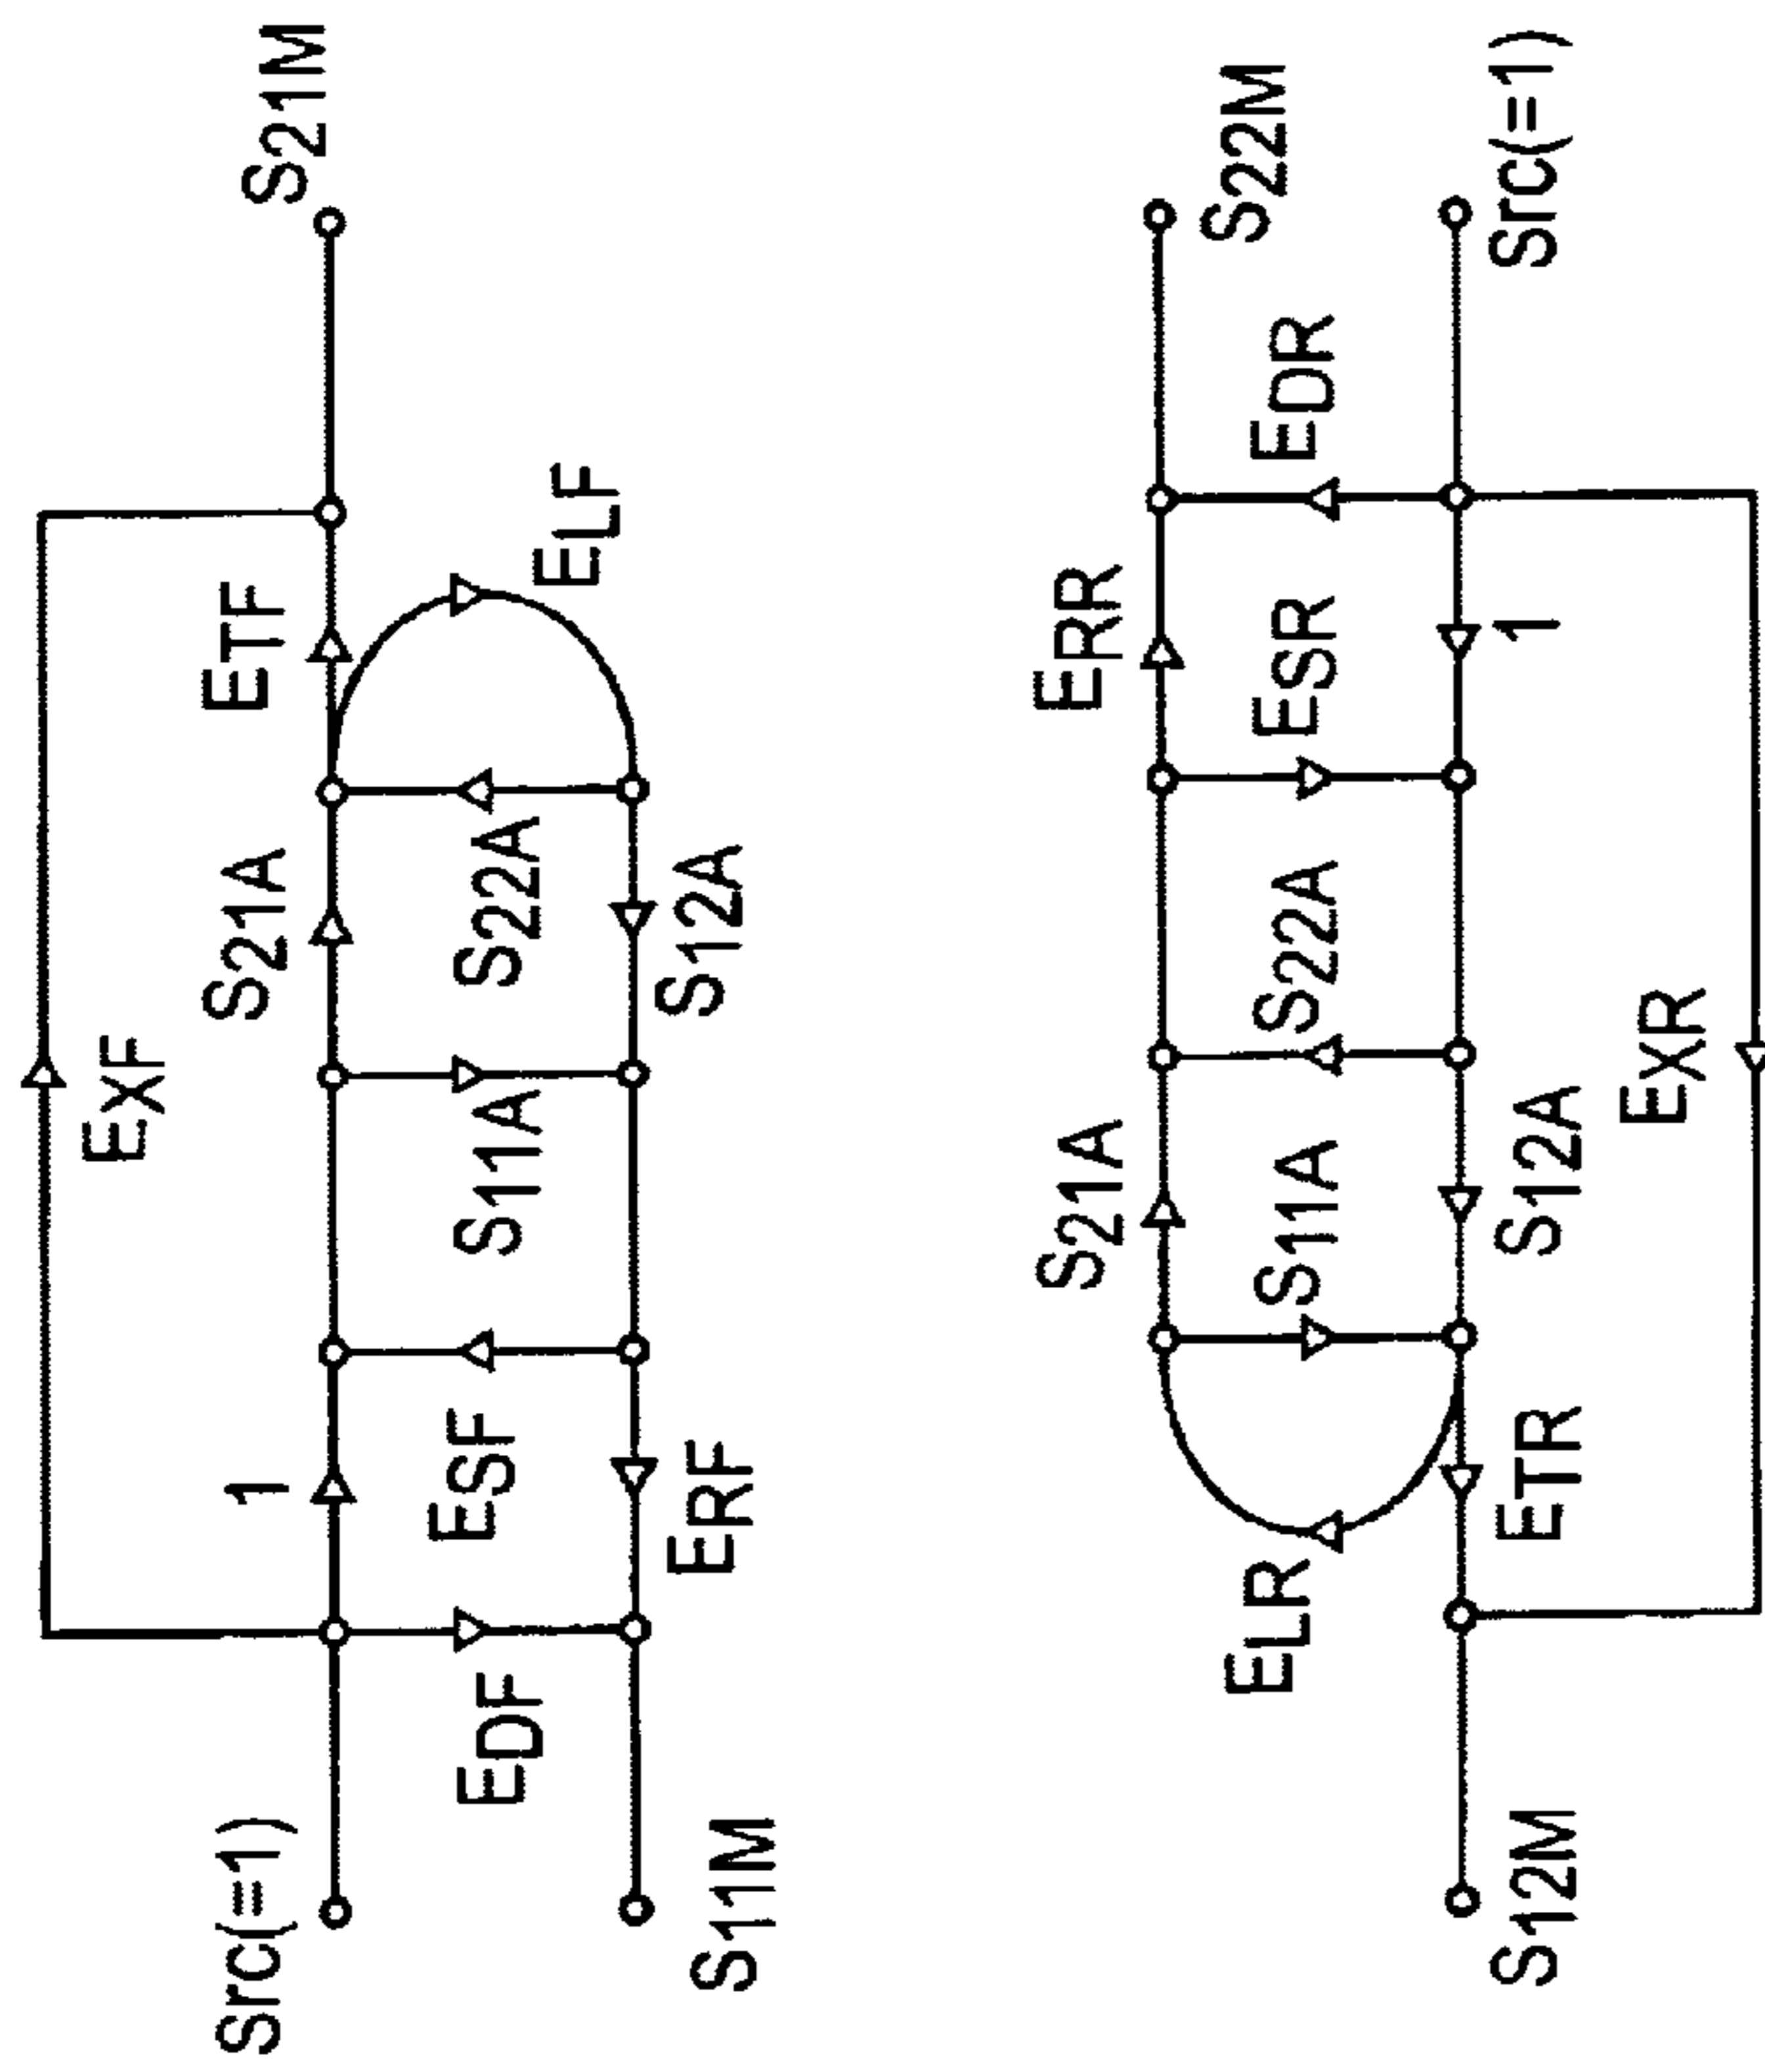 EXF
Src(=1)
1
S21A
ETF
S21M
EDF
ESF
S11A
S22A
ELF
S11M
ERF
S12A
S21A
ERR
S22M
ELR
S11A
S22A
ESR
EDR
S12M
ETR
S12A
1
Src(=1)
EXR